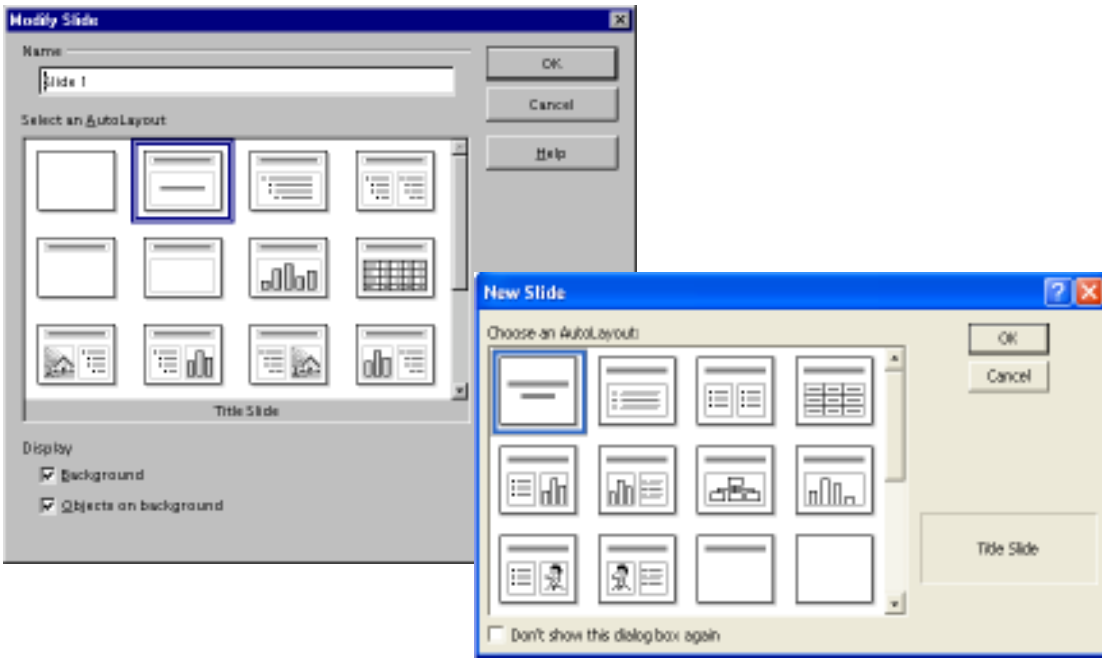 Modify Slide
Name
Slide 1
OK
Cancel
Help
Select an AutoLayout
Title Slide
Display
Background
Objects on background
New Slide
Choose an AutoLayout:
OK
Cancel
Title Slide
Don't show this dialog box again